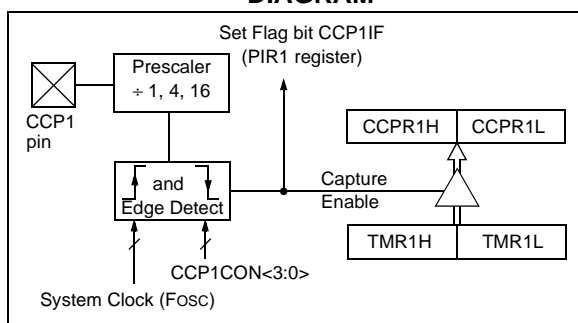 DIAGRAM
Set Flag bit CCP1IF
(PIR1 register)
Prescaler
÷ 1, 4, 16
CCP1
pin
and
Edge Detect
CCPR1H
CCPR1L
Capture
Enable
TMR1H
TMR1L
CCP1CON<3:0>
System Clock (FOSC)